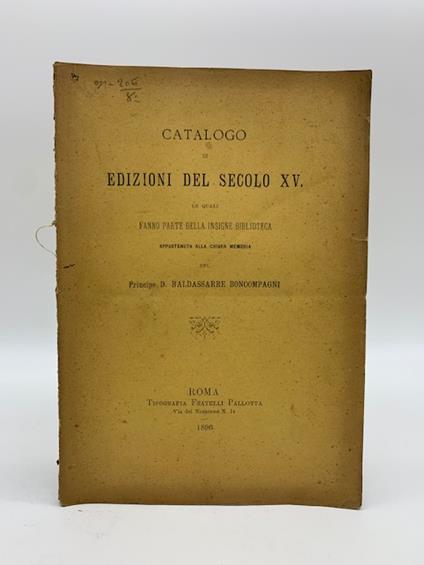 CATALOGO
DI
EDIZIONI DEL SECOLO XV.
LE QUALI
FANNO PARTE DELLA INSIGNE BIBLIOTECA
APPARTENUTA ALLA CHIARA MEMORIA
DEL
Principe D. BALDASSARRE BONCOMPAGNI
ROMA
TIPOGRAFIA FRATELLI PALLOTTA
Via del Nazareno N. 14
1896